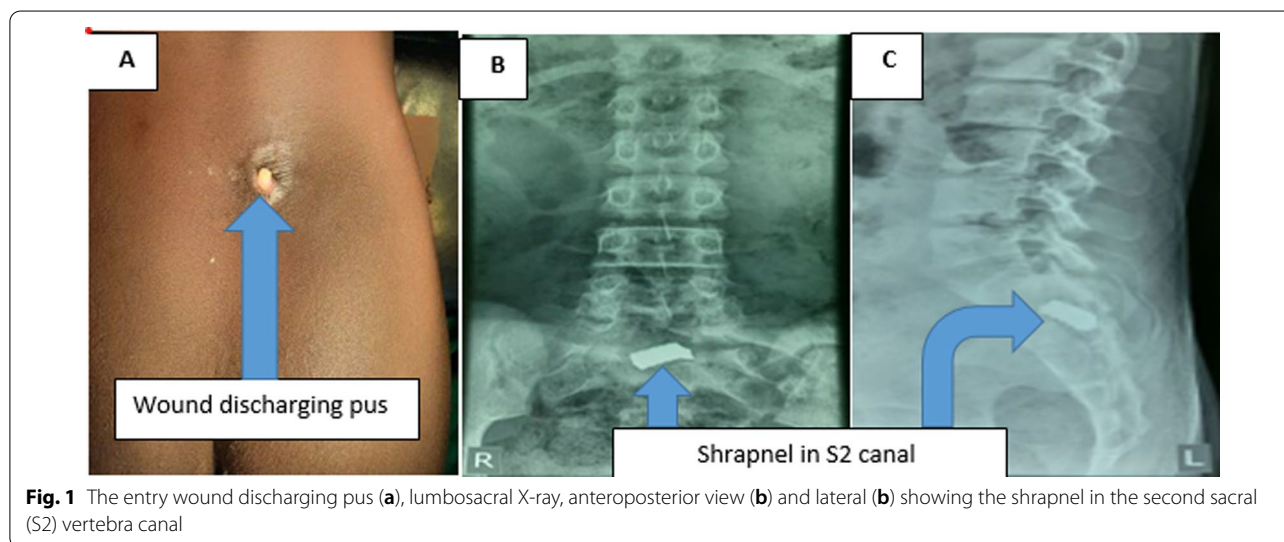 A
B
C
Wound discharging pus
Shrapnel in S2 canal
R
L
Fig. 1 The entry wound discharging pus (a), lumbosacral X-ray, anteroposterior view (b) and lateral (b) showing the shrapnel in the second sacral
(S2) vertebra canal